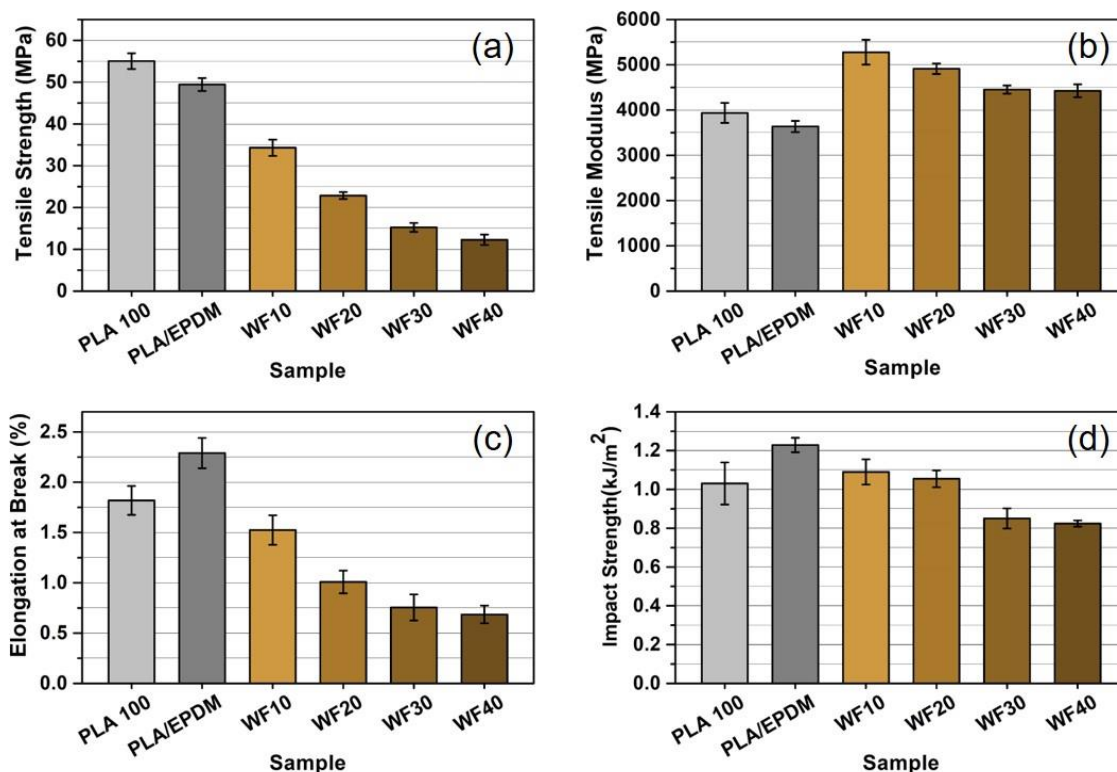 (a)
Tensile Strength (MPa)
60
50
40
30
20
10
0
PLA 100
PLA/EPDM
WF10
WF20
WF30
WF40
Sample
(b)
Tensile Modulus (MPa)
6000
5000
4000
3000
2000
1000
0
PLA 100
PLA/EPDM
WF10
WF20
WF30
WF40
Sample
(c)
Elongation at Break (%)
2.5
2.0
1.5
1.0
0.5
0.0
PLA 100
PLA/EPDM
WF10
WF20
WF30
WF40
Sample
(d)
Impact Strength(kJ/m²)
1.4
1.2
1.0
0.8
0.6
0.4
0.2
0.0
PLA 100
PLA/EPDM
WF10
WF20
WF30
WF40
Sample